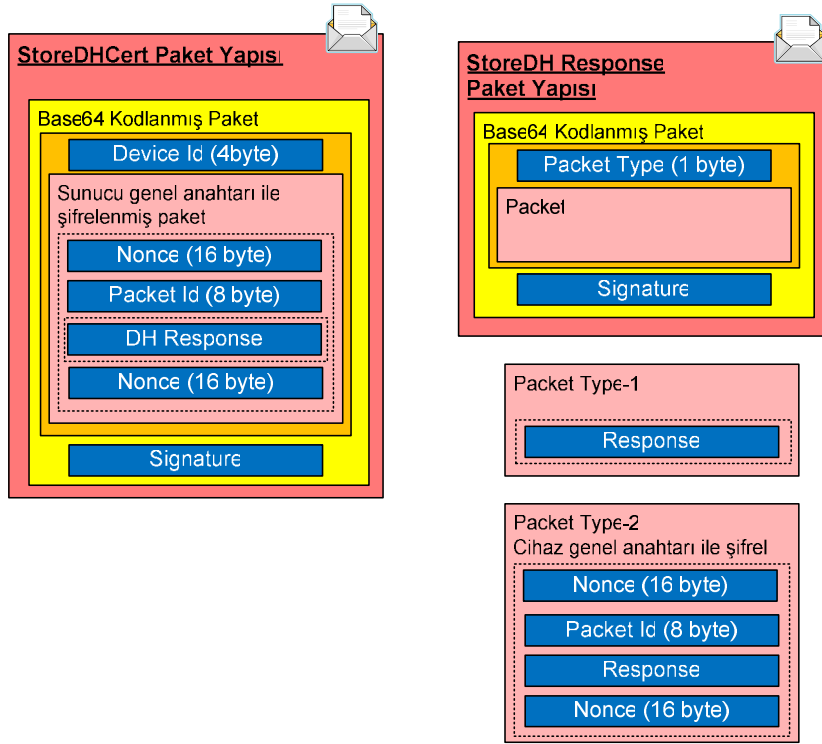 StoreDHCert Paket Yapısı
Base64 Kodlanmış Paket
Device Id (4byte)
Sunucu genel anahtarı ile
şifrelenmiş paket
Nonce (16 byte)
Packet Id (8 byte)
DH Response
Nonce (16 byte)
Signature
StoreDH Response
Paket Yapısı
Base64 Kodlanmış Paket
Packet Type (1 byte)
Packet
Signature
Packet Type-1
Response
Packet Type-2
Cihaz genel anahtarı ile şifrel
Nonce (16 byte)
Packet Id (8 byte)
Response
Nonce (16 byte)